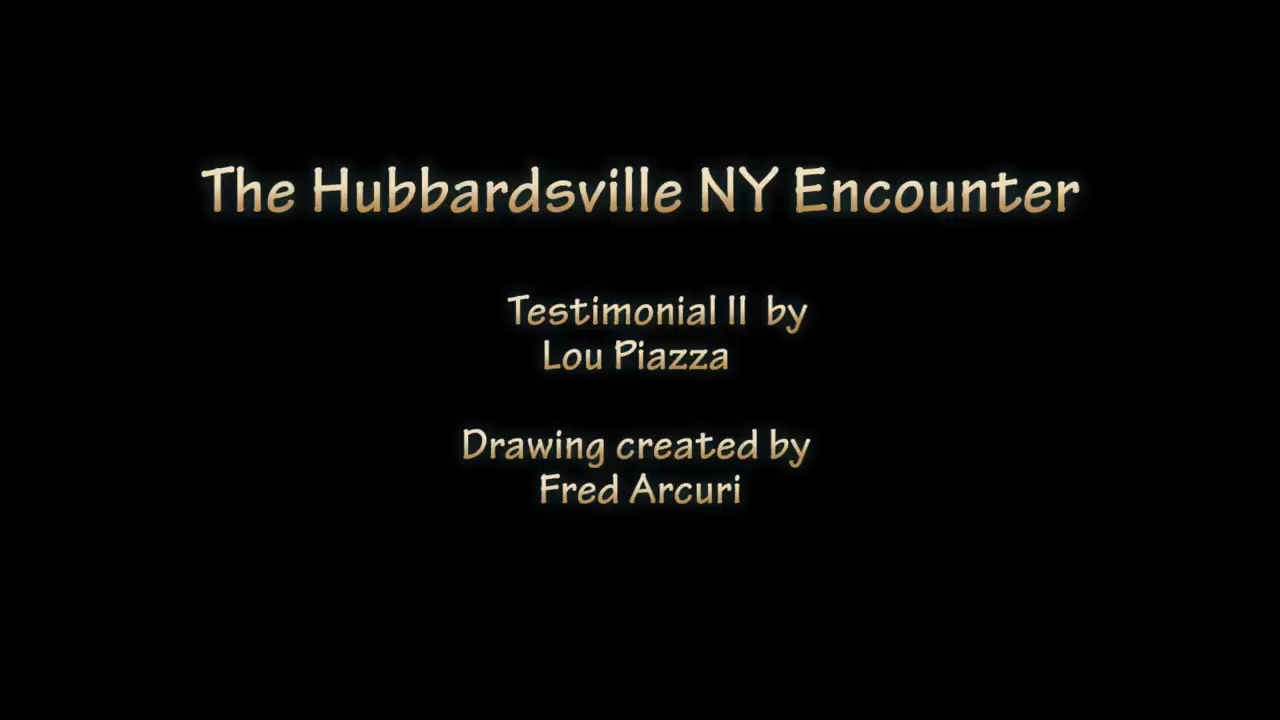 The Hubbardsville NY Encounter
Testimonial II by
Lou Piazza
Drawing created by
Fred Arcuri